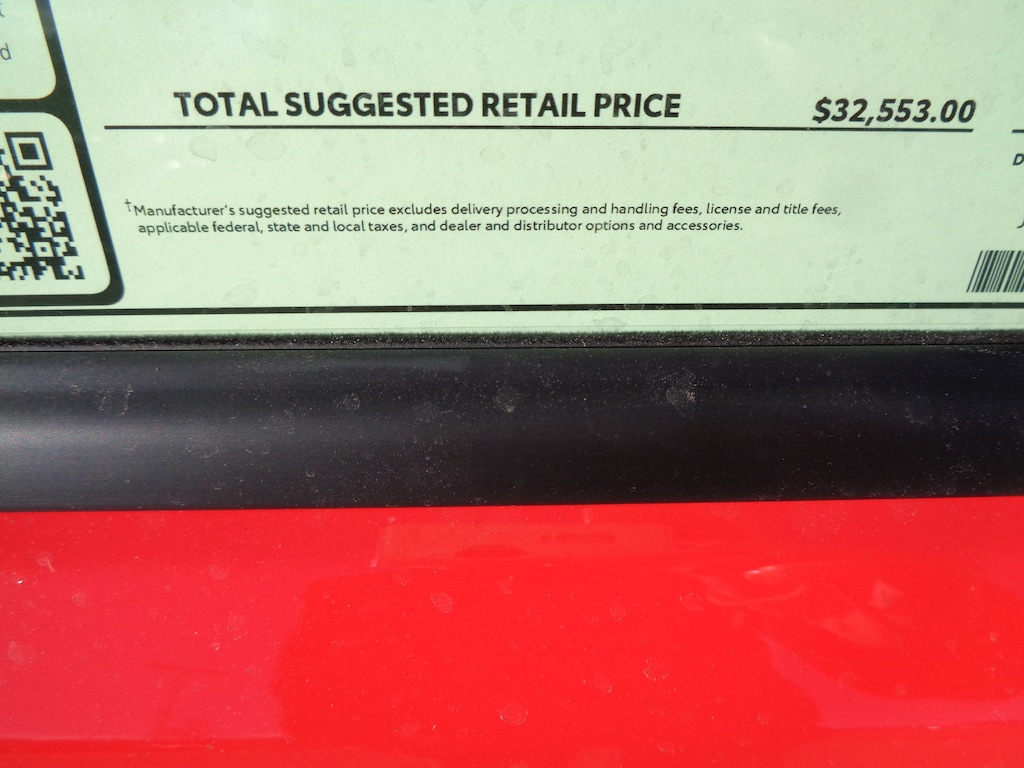 d
TOTAL SUGGESTED RETAIL PRICE $32,553.00
D
†Manufacturer's suggested retail price excludes delivery processing and handling fees, license and title fees,
applicable federal, state and local taxes, and dealer and distributor options and accessories.